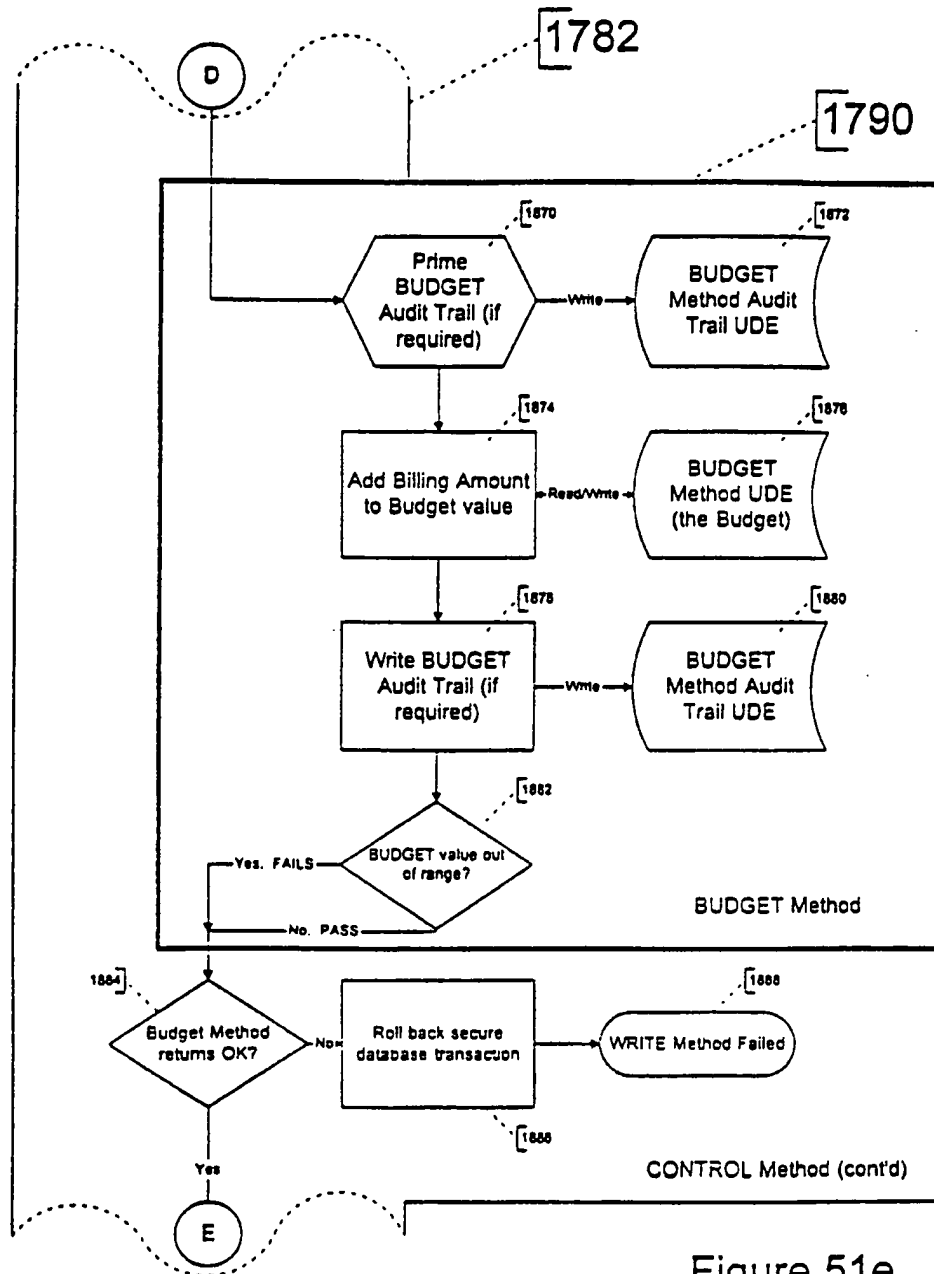 1782
D
1790
1870
1872
Prime
BUDGET
Audit Trail (if
required)
Write
BUDGET
Method Audit
Trail UDE
1874
1876
Add Billing Amount
to Budget value
Read/Write
BUDGET
Method UDE
(the Budget)
1878
1880
Write BUDGET
Audit Trail (if
required)
Write
BUDGET
Method Audit
Trail UDE
1882
BUDGET value out
of range?
Yes, FAILS
No, PASS
BUDGET Method
1884
1888
Budget Method
returns OK?
No
Roll back secure
database transaction
WRITE Method Failed
1886
Yes
CONTROL Method (cont'd)
E
Figure 51e